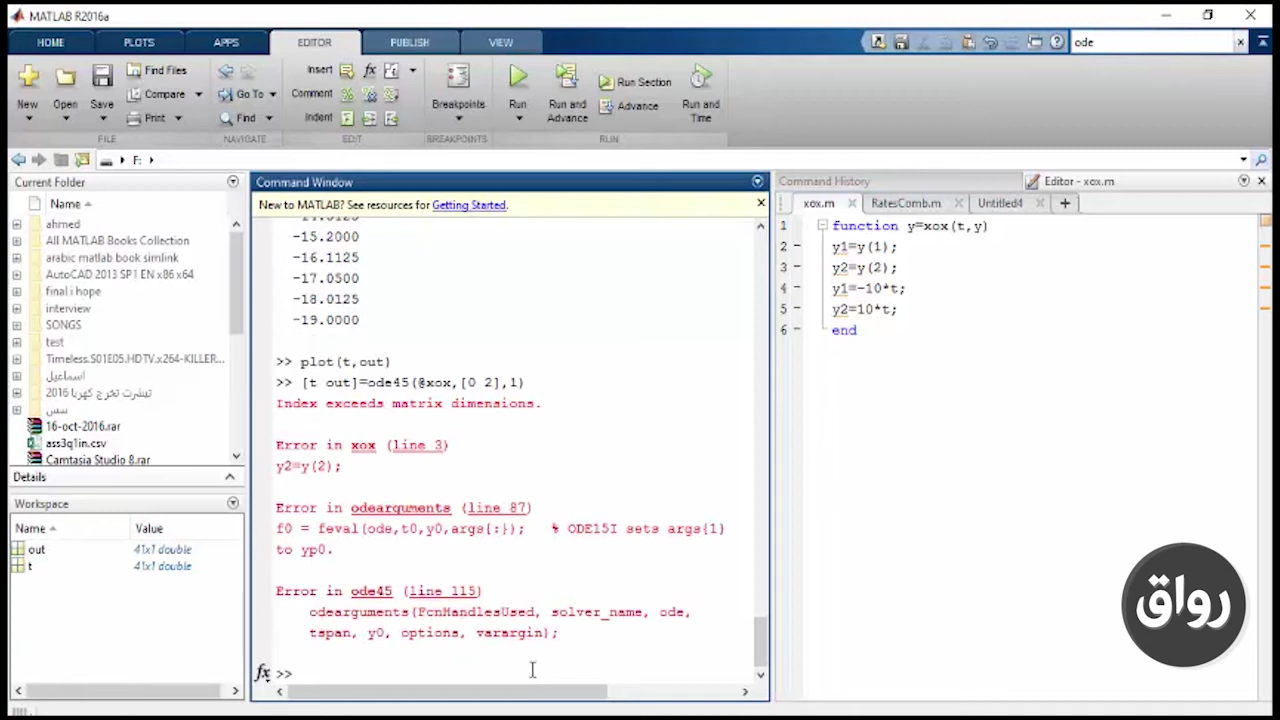 MATLAB R2016a
HOME PLOTS APPS EDITOR PUBLISH VIEW
ode
Find Files Insert
New Open Save Compare Go To Comment Breakpoints Run Run and Advance Run Section Advance Run and Time
Print Find Indent
FILE NAVIGATE EDIT BREAKPOINTS RUN
F:
Current Folder
Name
ahmed
All MATLAB Books Collection
arabic matlab book simlink
AutoCAD 2013 SP1 EN x86 x64
final i hope
interview
SONGS
test
Timeless.S01E05.HDTV.x264-KILLER...
اسماعيل
تيشرت تخرج كهربا 2016
سس
16-oct-2016.rar
ass3q1in.csv
Camtasia Studio 8.rar
Details
Workspace
Name Value
out 41x1 double
t 41x1 double
Command Window
New to MATLAB? See resources for Getting Started.
-15.2000
-16.1125
-17.0500
-18.0125
-19.0000
>> plot(t,out)
>> [t out]=ode45(@xox,[0 2],1)
Index exceeds matrix dimensions.
Error in xox (line 3)
y2=y(2);
Error in odearguments (line 87)
f0 = feval(ode,t0,y0,args{:}); % ODE15I sets args{1}
to yp0.
Error in ode45 (line 115)
odearguments(FcnHandlesUsed, solver_name, ode,
tspan, y0, options, varargin);
fx >>
Command History Editor - xox.m
xox.m RatesComb.m Untitled4
1 function y=xox(t,y)
2 y1=y(1);
3 y2=y(2);
4 y1=-10*t;
5 y2=10*t;
6 end
رواق